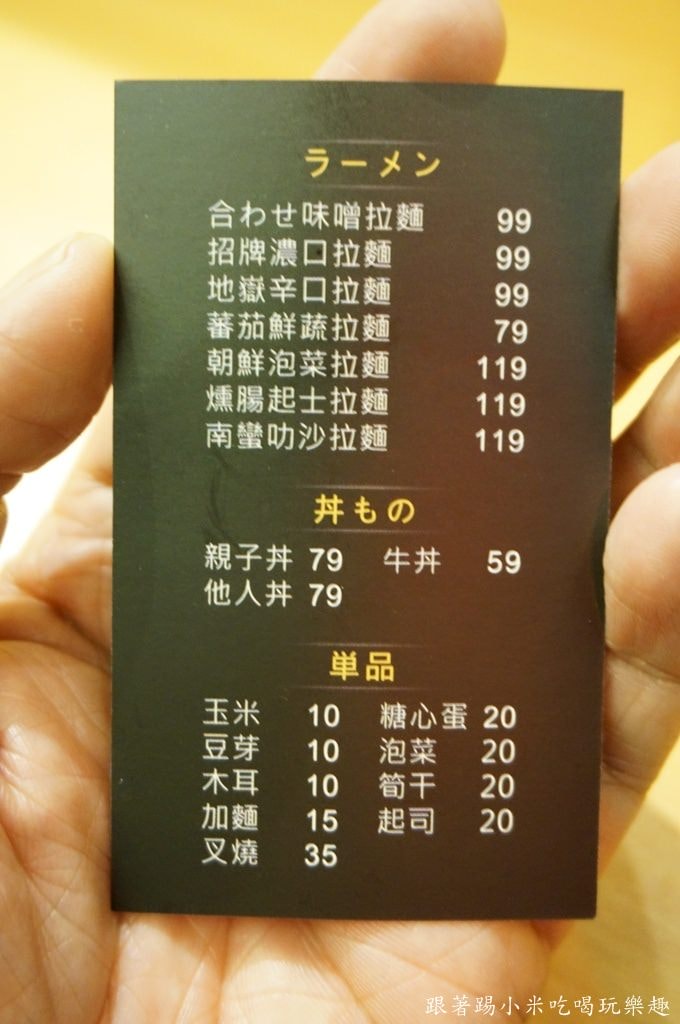 ラーメン
合わせ味噌拉麵 99
招牌濃口拉麵 99
地獄辛口拉麵 99
蕃茄鮮蔬拉麵 79
朝鮮泡菜拉麵 119
燻腸起士拉麵 119
南蠻叻沙拉麵 119
丼もの
親子丼 79 牛丼 59
他人丼 79
単品
玉米 10 糖心蛋 20
豆芽 10 泡菜 20
木耳 10 筍干 20
加麵 15 起司 20
叉燒 35
跟著踢小米吃喝玩樂趣